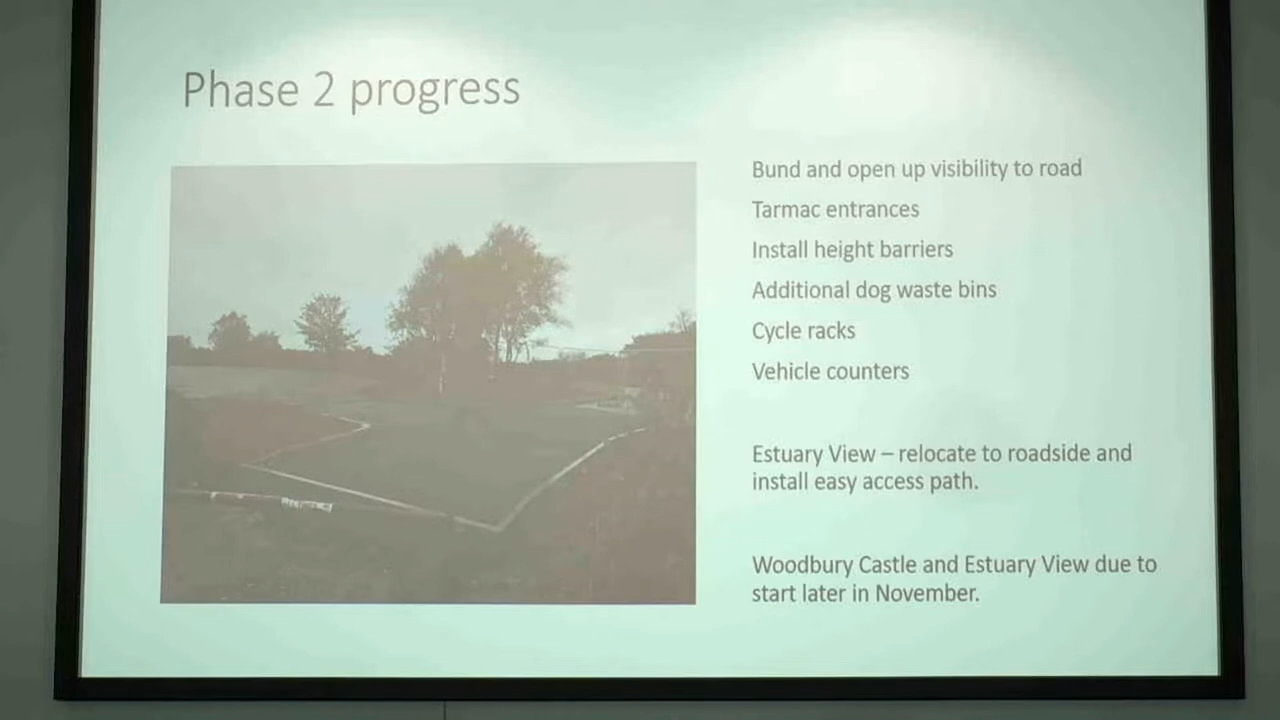 Phase 2 progress
Bund and open up visibility to road
Tarmac entrances
Install height barriers
Additional dog waste bins
Cycle racks
Vehicle counters
Estuary View – relocate to roadside and
install easy access path.
Woodbury Castle and Estuary View due to
start later in November.